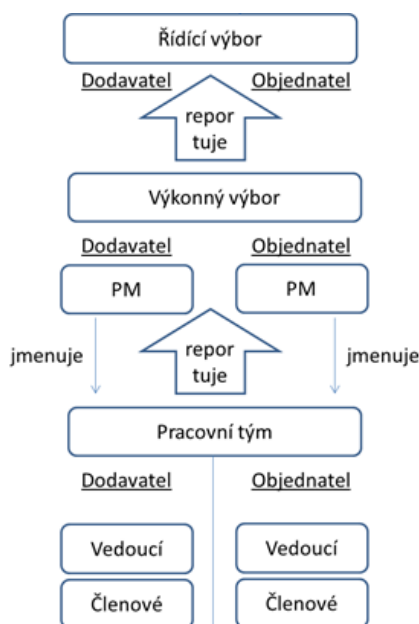 Řídící výbor
Dodavatel Objednatel
repor
tuje
Výkonný výbor
Dodavatel Objednatel
PM PM
jmenuje repor jmenuje
tuje
Pracovní tým
Dodavatel Objednatel
Vedoucí Vedoucí
Členové Členové